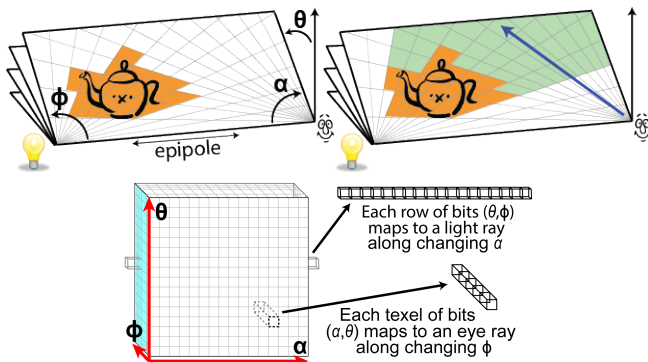 θ
ϕ
α
epipole
θ
ϕ
α
Each row of bits (θ,ϕ)
maps to a light ray
along changing α
Each texel of bits
(α,θ) maps to an eye ray
along changing ϕ